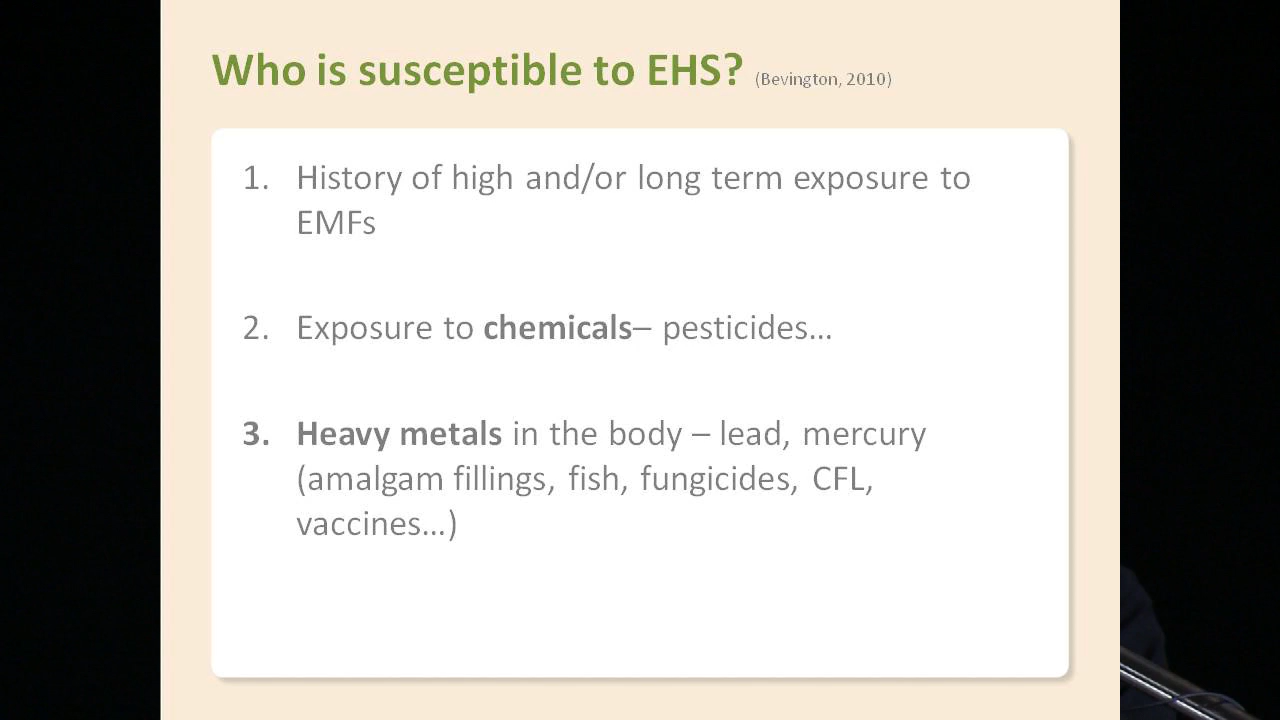 Who is susceptible to EHS? (Bevington, 2010)
1. History of high and/or long term exposure to
EMFs
2. Exposure to chemicals– pesticides…
3. Heavy metals in the body – lead, mercury
(amalgam fillings, fish, fungicides, CFL,
vaccines…)